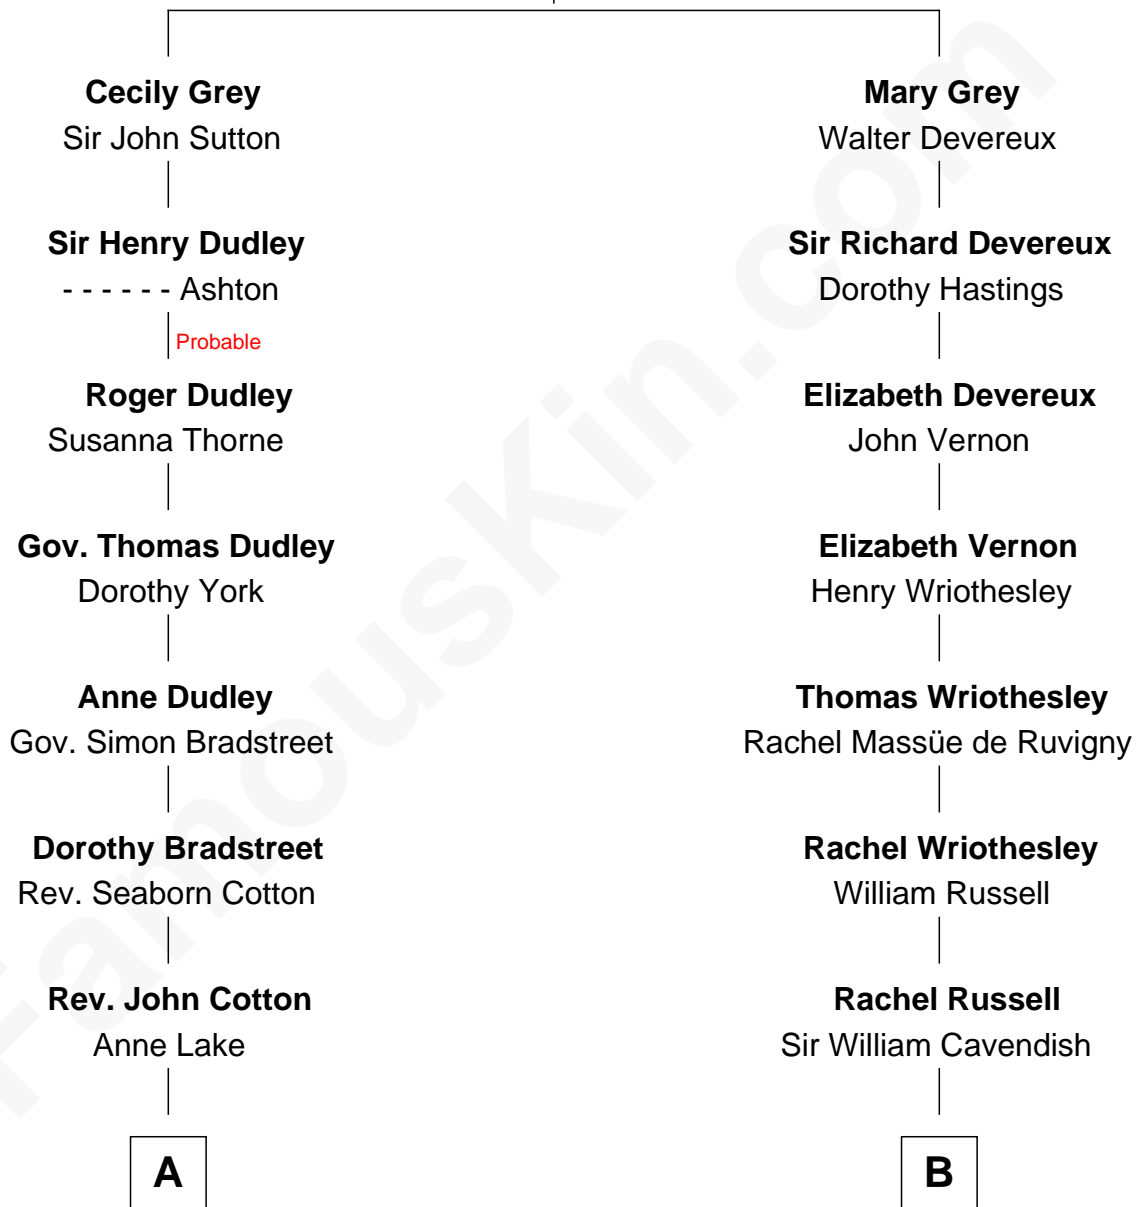 Cecily Grey
Sir John Sutton
Sir Henry Dudley
- - - - - - Ashton
Probable
Roger Dudley
Susanna Thorne
Gov. Thomas Dudley
Dorothy York
Anne Dudley
Gov. Simon Bradstreet
Dorothy Bradstreet
Rev. Seaborn Cotton
Rev. John Cotton
Anne Lake
A
Mary Grey
Walter Devereux
Sir Richard Devereux
Dorothy Hastings
Elizabeth Devereux
John Vernon
Elizabeth Vernon
Henry Wriothesley
Thomas Wriothesley
Rachel Massüe de Ruvigny
Rachel Wriothesley
William Russell
Rachel Russell
Sir William Cavendish
B
FamousKin.com